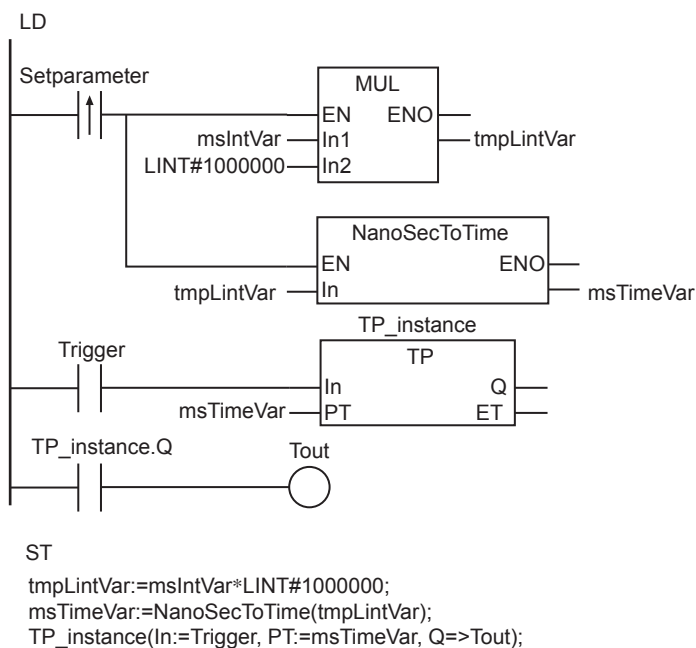 LD
Setparameter
MUL
EN ENO
msIntVar In1 tmpLintVar
LINT#1000000 In2
NanoSecToTime
EN ENO
tmpLintVar In msTimeVar
TP_instance
Trigger TP
In Q
msTimeVar PT ET
TP_instance.Q Tout
ST
tmpLintVar:=msIntVar*LINT#1000000;
msTimeVar:=NanoSecToTime(tmpLintVar);
TP_instance(In:=Trigger, PT:=msTimeVar, Q=>Tout);